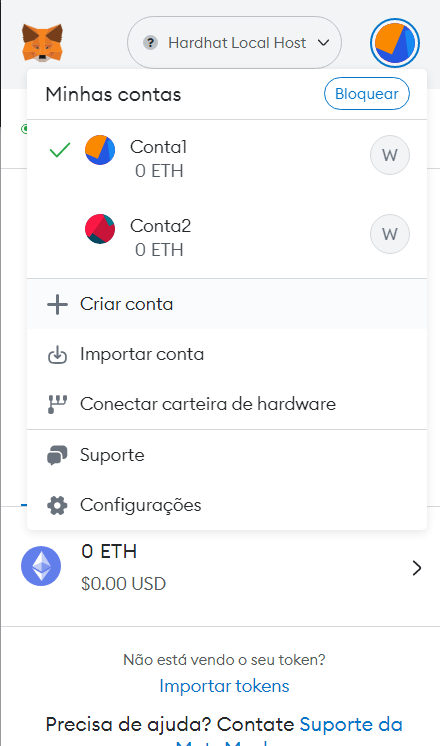 Hardhat Local Host
Minhas contas
Bloquear
Conta1
0 ETH
W
Conta2
0 ETH
W
Criar conta
Importar conta
Conectar carteira de hardware
Suporte
Configurações
0 ETH
$0.00 USD
Não está vendo o seu token?
Importar tokens
Precisa de ajuda? Contate Suporte da